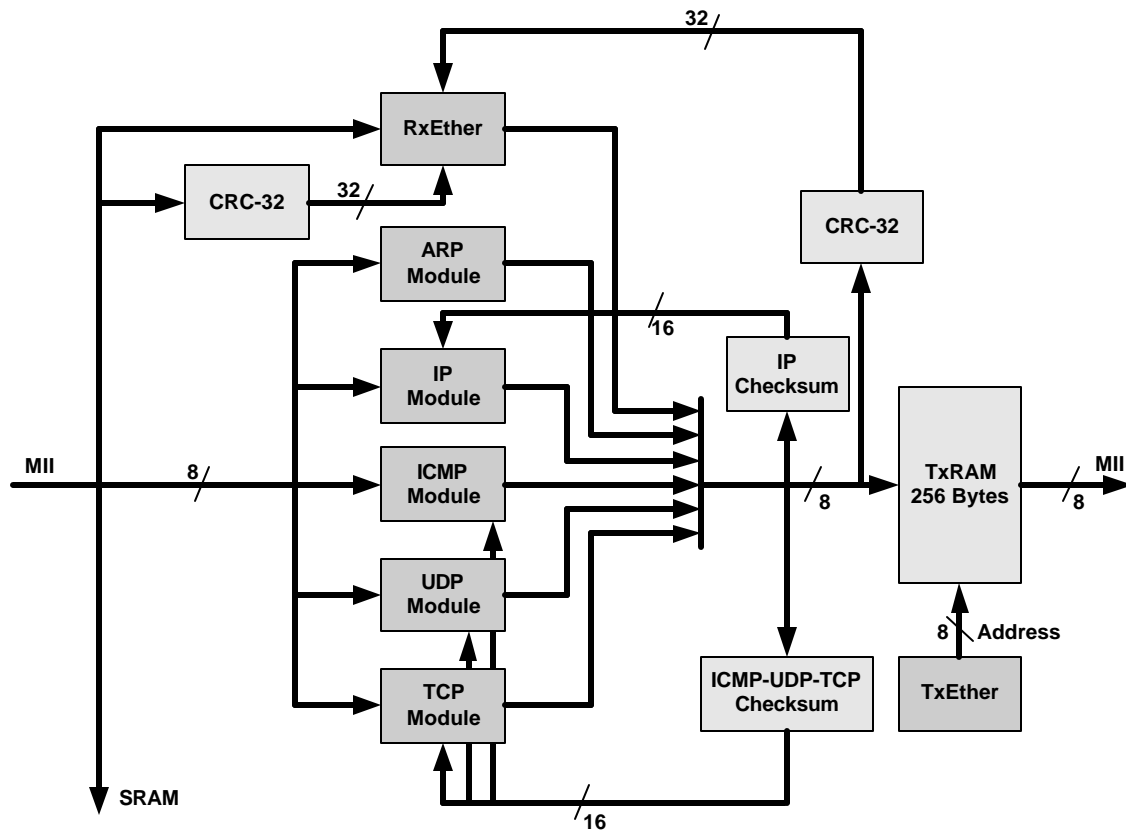 32
RxEther
CRC-32
32
CRC-32
ARP
Module
16
IP
Module
IP
Checksum
MII
8
ICMP
Module
8
TxRAM
256 Bytes
MII
8
UDP
Module
8
Address
TCP
Module
ICMP-UDP-TCP
Checksum
TxEther
SRAM
16